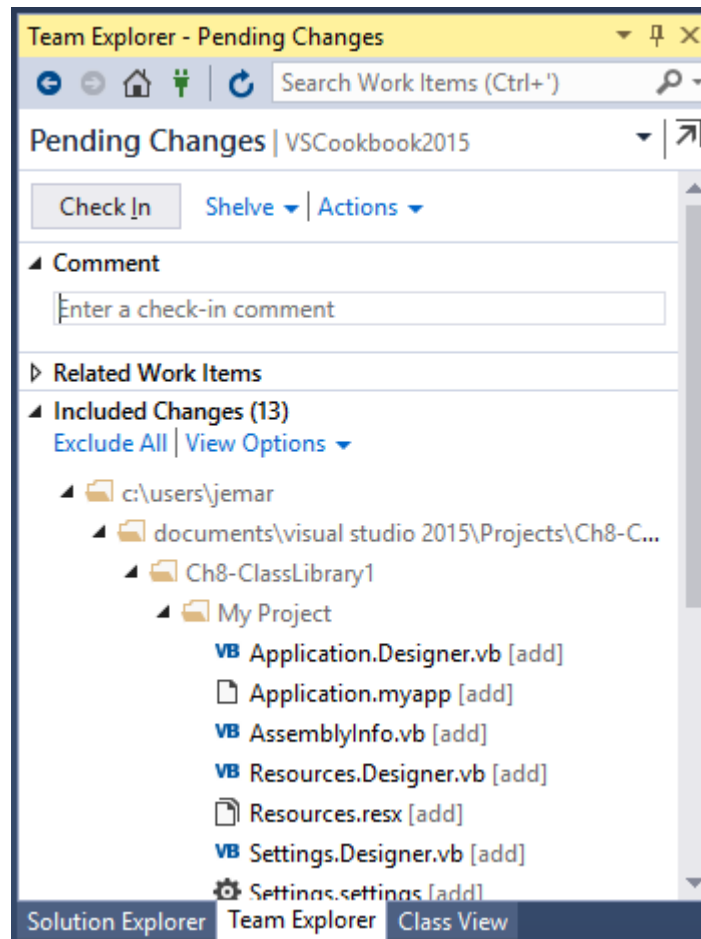 Team Explorer - Pending Changes
Search Work Items (Ctrl+')
Pending Changes | VSCookbook2015
Check In Shelve | Actions
Comment
Enter a check-in comment
Related Work Items
Included Changes (13)
Exclude All | View Options
c:\users\jemar
documents\visual studio 2015\Projects\Ch8-C...
Ch8-ClassLibrary1
My Project
VB Application.Designer.vb [add]
Application.myapp [add]
VB AssemblyInfo.vb [add]
VB Resources.Designer.vb [add]
Resources.resx [add]
VB Settings.Designer.vb [add]
Settings.settings [add]
Solution Explorer Team Explorer Class View